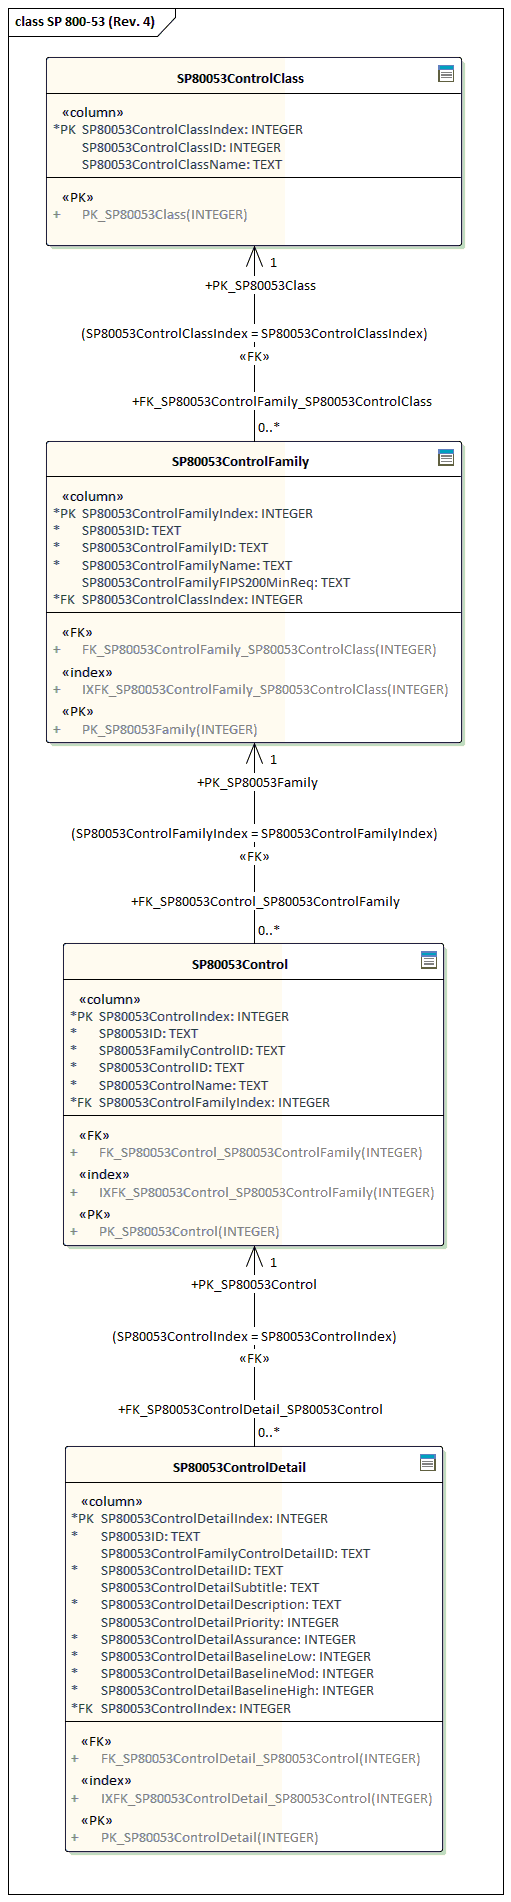 class SP 800-53 (Rev. 4)
SP80053ControlClass
«column»
*PK SP80053ControlClassIndex: INTEGER
SP80053ControlClassID: INTEGER
SP80053ControlClassName: TEXT
«PK»
+ PK_SP80053Class(INTEGER)
1
+PK_SP80053Class
(SP80053ControlClassIndex = SP80053ControlClassIndex)
«FK»
+FK_SP80053ControlFamily_SP80053ControlClass
0..*
SP80053ControlFamily
«column»
*PK SP80053ControlFamilyIndex: INTEGER
* SP80053ID: TEXT
* SP80053ControlFamilyID: TEXT
* SP80053ControlFamilyName: TEXT
SP80053ControlFamilyFIPS200MinReq: TEXT
*FK SP80053ControlClassIndex: INTEGER
«FK»
+ FK_SP80053ControlFamily_SP80053ControlClass(INTEGER)
«index»
+ IXFK_SP80053ControlFamily_SP80053ControlClass(INTEGER)
«PK»
+ PK_SP80053Family(INTEGER)
1
+PK_SP80053Family
(SP80053ControlFamilyIndex = SP80053ControlFamilyIndex)
«FK»
+FK_SP80053Control_SP80053ControlFamily
0..*
SP80053Control
«column»
*PK SP80053ControlIndex: INTEGER
* SP80053ID: TEXT
* SP80053FamilyControlID: TEXT
* SP80053ControlID: TEXT
* SP80053ControlName: TEXT
*FK SP80053ControlFamilyIndex: INTEGER
«FK»
+ FK_SP80053Control_SP80053ControlFamily(INTEGER)
«index»
+ IXFK_SP80053Control_SP80053ControlFamily(INTEGER)
«PK»
+ PK_SP80053Control(INTEGER)
1
+PK_SP80053Control
(SP80053ControlIndex = SP80053ControlIndex)
«FK»
+FK_SP80053ControlDetail_SP80053Control
0..*
SP80053ControlDetail
«column»
*PK SP80053ControlDetailIndex: INTEGER
* SP80053ID: TEXT
SP80053ControlFamilyControlDetailID: TEXT
* SP80053ControlDetailID: TEXT
SP80053ControlDetailSubtitle: TEXT
* SP80053ControlDetailDescription: TEXT
SP80053ControlDetailPriority: INTEGER
* SP80053ControlDetailAssurance: INTEGER
* SP80053ControlDetailBaselineLow: INTEGER
* SP80053ControlDetailBaselineMod: INTEGER
* SP80053ControlDetailBaselineHigh: INTEGER
*FK SP80053ControlIndex: INTEGER
«FK»
+ FK_SP80053ControlDetail_SP80053Control(INTEGER)
«index»
+ IXFK_SP80053ControlDetail_SP80053Control(INTEGER)
«PK»
+ PK_SP80053ControlDetail(INTEGER)